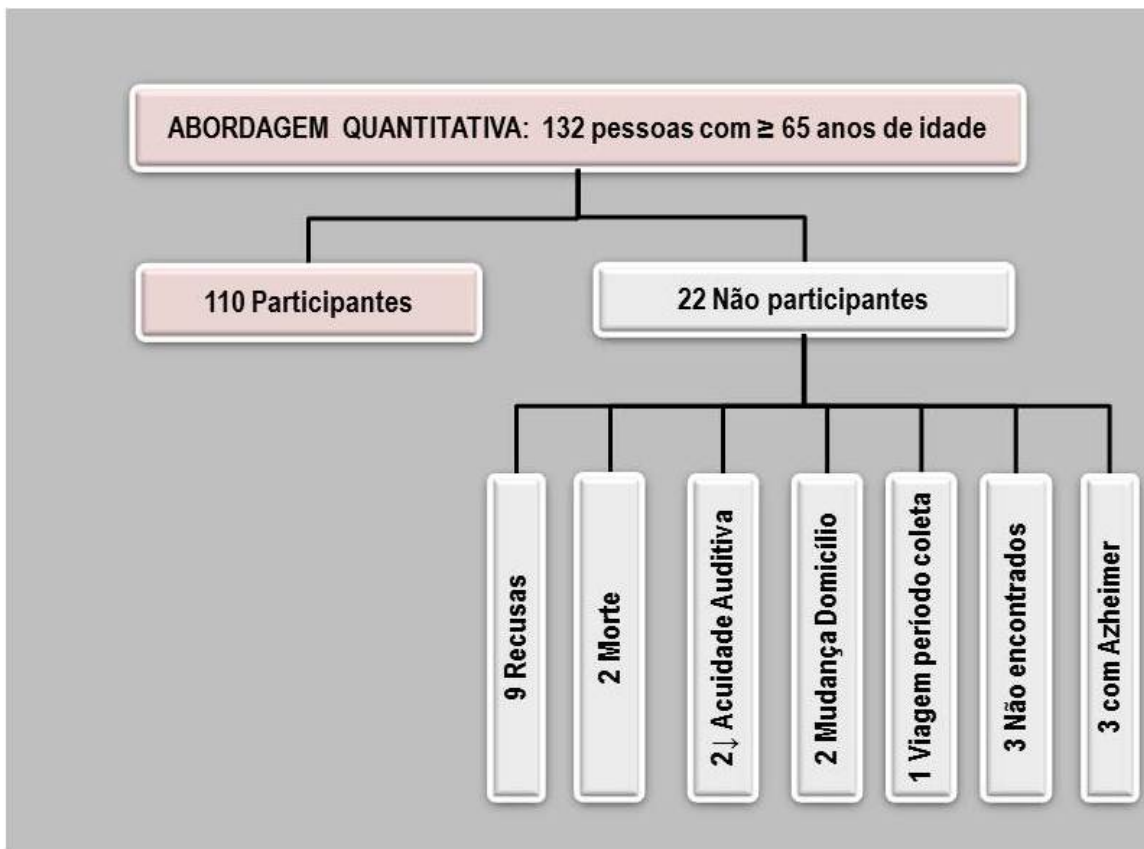 ABORDAGEM QUANTITATIVA: 132 pessoas com ≥ 65 anos de idade
110 Participantes
22 Não participantes
9 Recusas
2 Morte
2↓ Acuidade Auditiva
2 Mudança Domicílio
1 Viagem período coleta
3 Não encontrados
3 com Azheimer